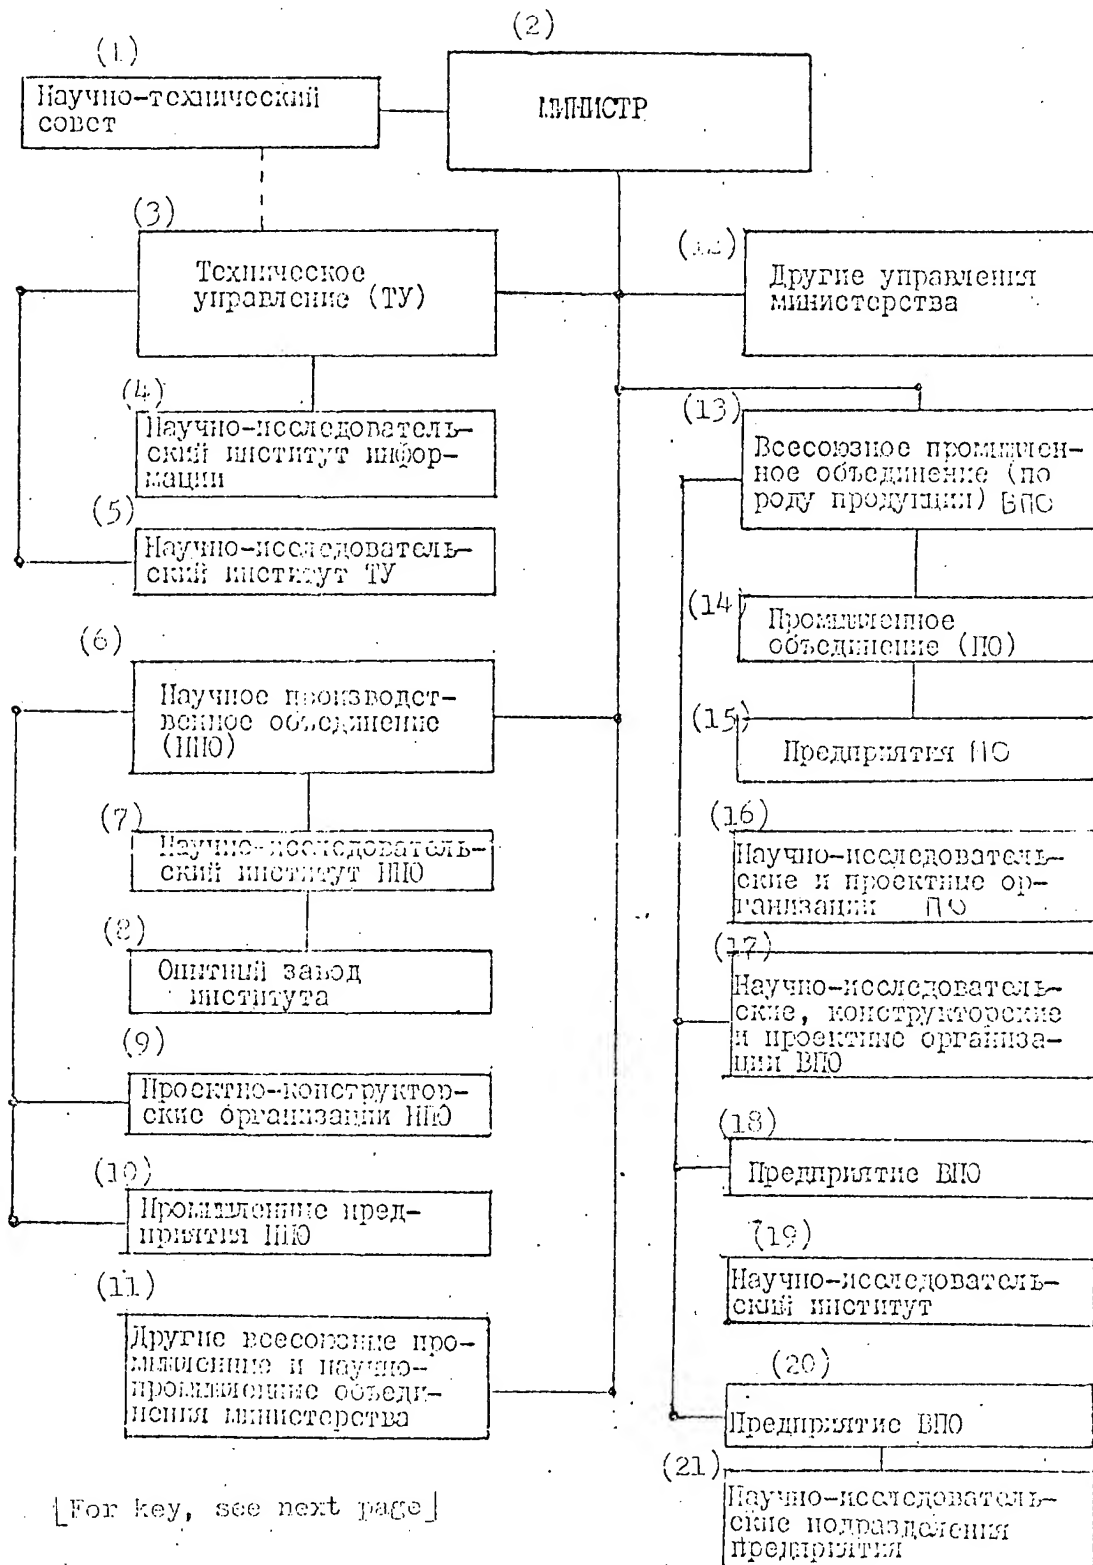 (1)
Научно-технический
совет
(2)
МИНИСТР
(3)
Техническое
управление (ТУ)
(4)
Научно-исследователь-
ский институт инфор-
мации
(5)
Научно-исследователь-
ский институт ТУ
(6)
Научное производст-
венное объединение
(НПО)
(7)
Научно-исследователь-
ский институт НПО
(8)
Опытный завод
института
(9)
Проектно-конструктор-
ские организации НПО
(10)
Промышленные пред-
приятия НПО
(11)
Другие всесоюзные про-
мышленные и научно-
промышленные объеди-
нения министерства
(12)
Другие управления
министерства
(13)
Всесоюзное промышлен-
ное объединение (по
роду продукции) ВПО
(14)
Промышленное
объединение (ПО)
(15)
Предприятия ПО
(16)
Научно-исследователь-
ские и проектные ор-
ганизации ПО
(17)
Научно-исследователь-
ские, конструкторские
и проектные организа-
ции ВПО
(18)
Предприятие ВПО
(19)
Научно-исследователь-
ский институт
(20)
Предприятие ВПО
(21)
Научно-исследователь-
ские подразделения
предприятия
[For key, see next page]